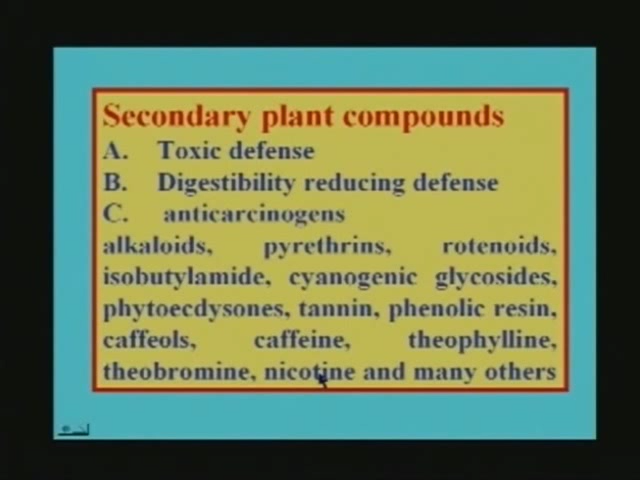 Secondary plant compounds
A. Toxic defense
B. Digestibility reducing defense
C. anticarcinogens
alkaloids, pyrethrins, rotenoids,
isobutylamide, cyanogenic glycosides,
phytoecdysones, tannin, phenolic resin,
caffeols, caffeine, theophylline,
theobromine, nicotine and many others